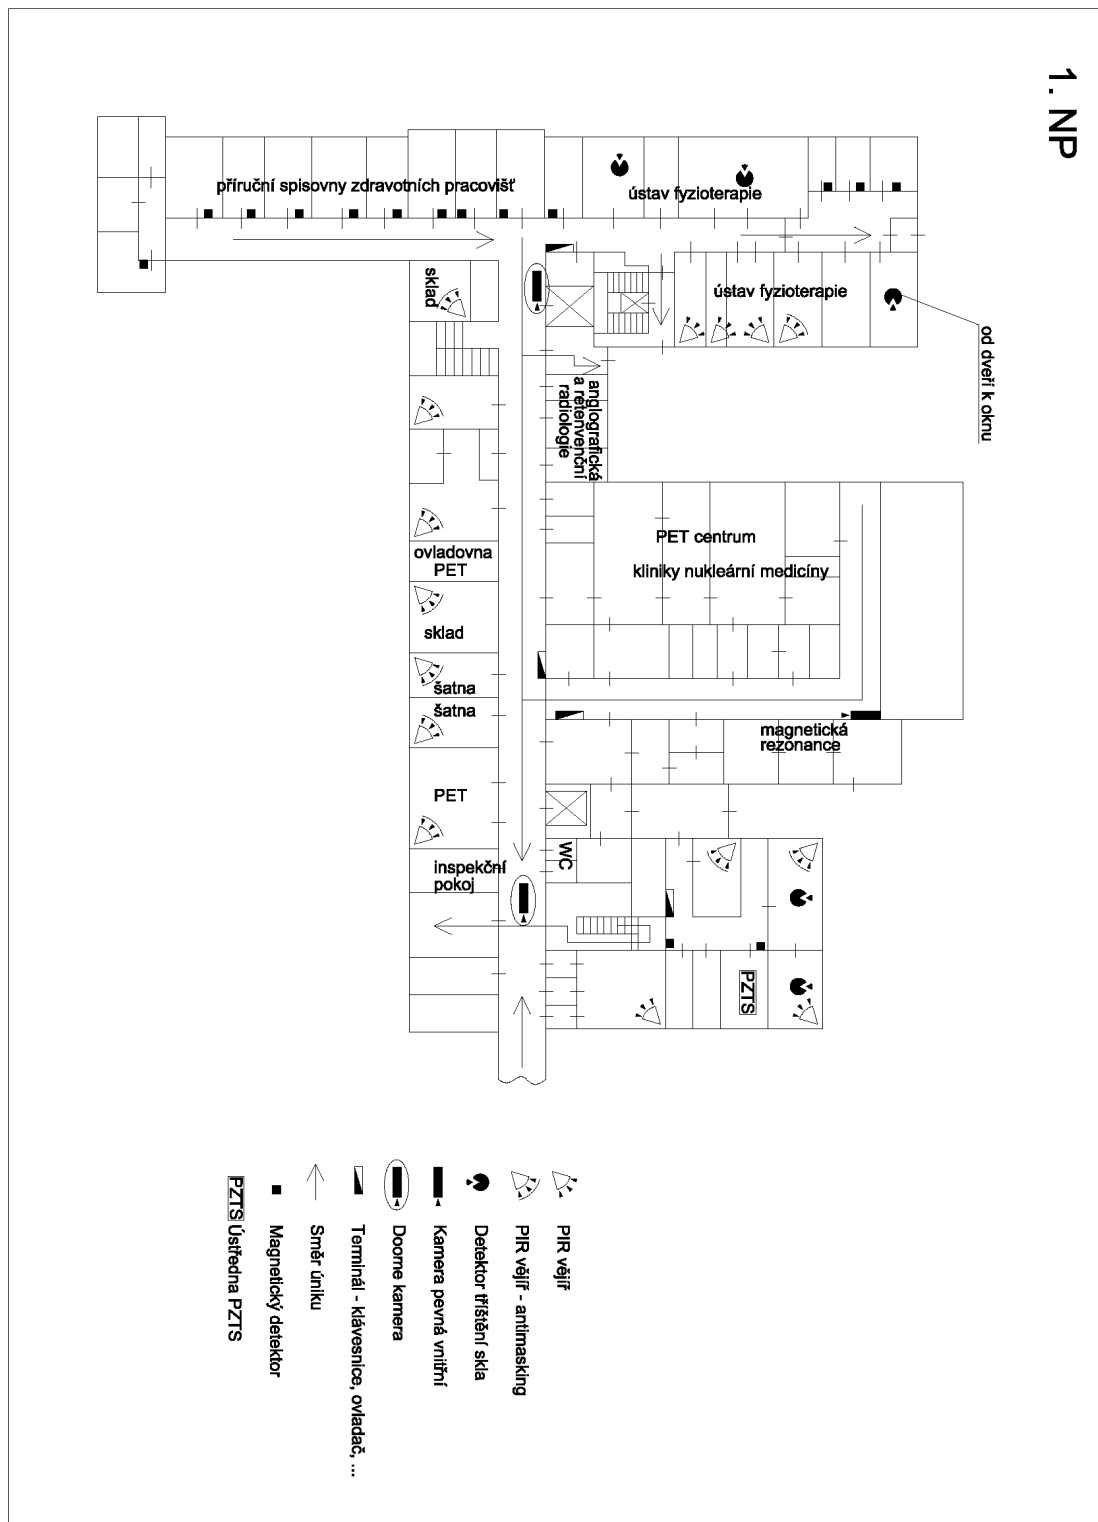 1. NP
příruční spisovny zdravotních pracovišť
ústav fyzioterapie
ústav fyzioterapie
od dveří k oknu
sklad
anglografická
a retenvenční
radiologie
PET centrum
kliniky nukleární medicíny
ovladovna
PET
sklad
šatna
šatna
magnetická
rezonance
PET
WC
inspekční
pokoj
PZTS
PIR vějíř
PIR vějíř - antimasking
Detektor tříštění skla
Kamera pevná vnitřní
Doome kamera
Terminál - klávesnice, ovladač, ...
Směr úniku
Magnetický detektor
PZTS Ústředna PZTS